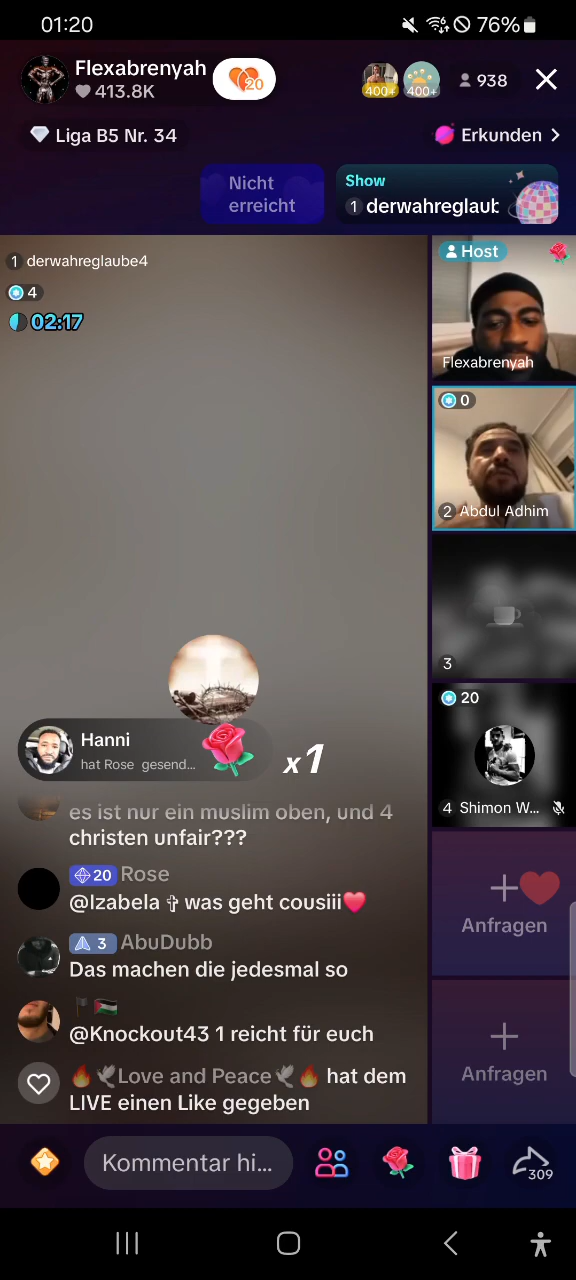 01:20
76%
Flexabrenyah
413.8K
20
400+
400+
938
Liga B5 Nr. 34
Erkunden
Nicht
erreicht
Show
1 derwahreglaub
1 derwahreglaube4
4
02:17
Host
Flexabrenyah
0
2 Abdul Adhim
3
20
4 Shimon W...
Hanni
hat Rose gesend...
x1
es ist nur ein muslim oben, und 4
christen unfair???
20 Rose
@Izabela ✞ was geht cousiii❤️
3 AbuDubb
Das machen die jedesmal so
🏴🇵🇸
@Knockout43 1 reicht für euch
🔥🕊️Love and Peace🕊️🔥 hat dem
LIVE einen Like gegeben
Anfragen
Anfragen
Kommentar hi...
309